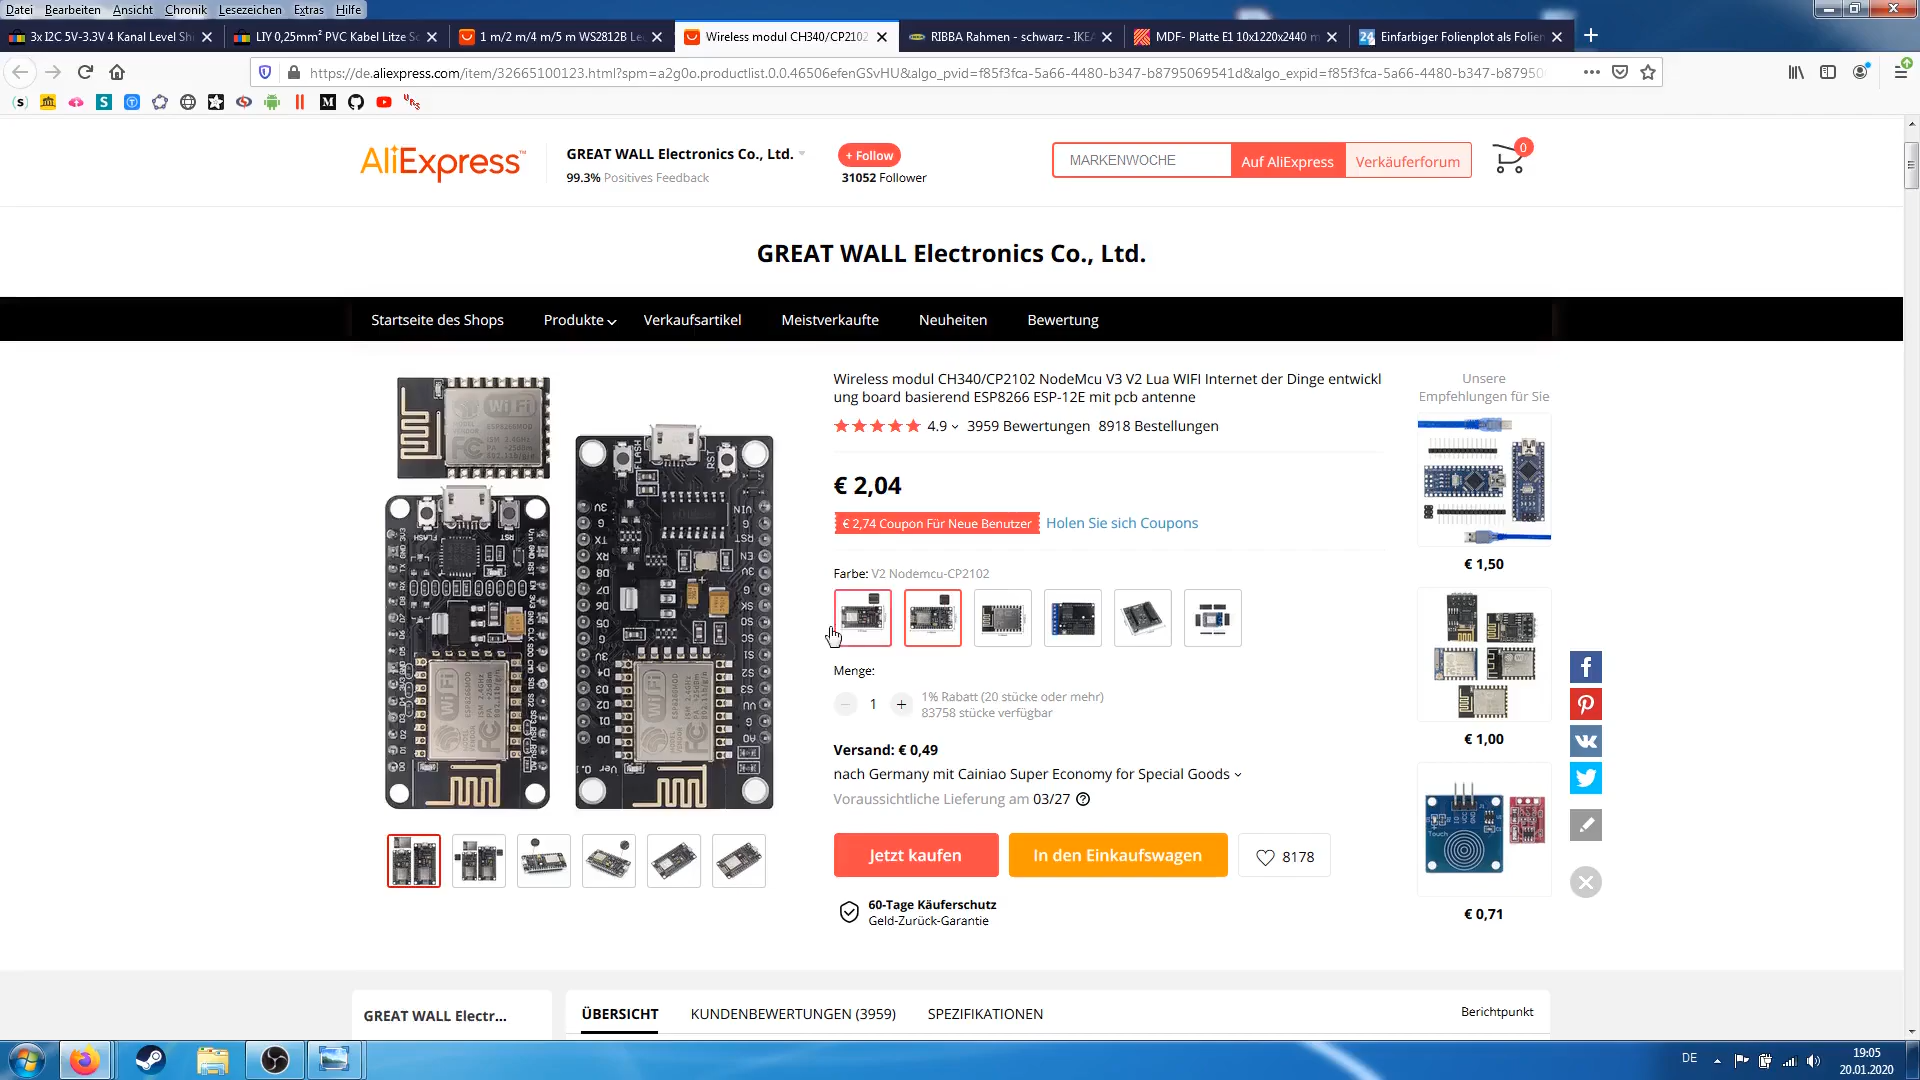 Datei Bearbeiten Ansicht Chronik Lesezeichen Extras Hilfe
3x I2C 5V-3.3V 4 Kanal Level Shi
LIY 0,25mm² PVC Kabel Litze Sc
1 m/2 m/4 m/5 m WS2812B Le
Wireless modul CH340/CP2102
RIBBA Rahmen - schwarz - IKEA
MDF- Platte E1 10x1220x2440 m
Einfarbiger Folienplot als Folien
https://de.aliexpress.com/item/32665100123.html?spm=a2g0o.productlist.0.0.46506efenGSvHU&algo_pvid=f85f3fca-5a66-4480-b347-b8795069541d&algo_expid=f85f3fca-5a66-4480-b347-b87950
AliExpress™
GREAT WALL Electronics Co., Ltd.
99.3% Positives Feedback
+ Follow
31052 Follower
MARKENWOCHE
Auf AliExpress
Verkäuferforum
0
GREAT WALL Electronics Co., Ltd.
Startseite des Shops Produkte Verkaufsartikel Meistverkaufte Neuheiten Bewertung
Wireless modul CH340/CP2102 NodeMcu V3 V2 Lua WIFI Internet der Dinge entwickl
ung board basierend ESP8266 ESP-12E mit pcb antenne
4.9 3959 Bewertungen 8918 Bestellungen
€ 2,04
€ 2,74 Coupon Für Neue Benutzer
Holen Sie sich Coupons
Farbe: V2 Nodemcu-CP2102
Menge:
1
1% Rabatt (20 stücke oder mehr)
83758 stücke verfügbar
Versand: € 0,49
nach Germany mit Cainiao Super Economy for Special Goods
Voraussichtliche Lieferung am 03/27
Jetzt kaufen
In den Einkaufswagen
8178
60-Tage Käuferschutz
Geld-Zurück-Garantie
Unsere
Empfehlungen für Sie
€ 1,50
€ 1,00
Touch
€ 0,71
GREAT WALL Electr...
ÜBERSICHT KUNDENBEWERTUNGEN (3959) SPEZIFIKATIONEN
Berichtpunkt
DE
19:05
20.01.2020